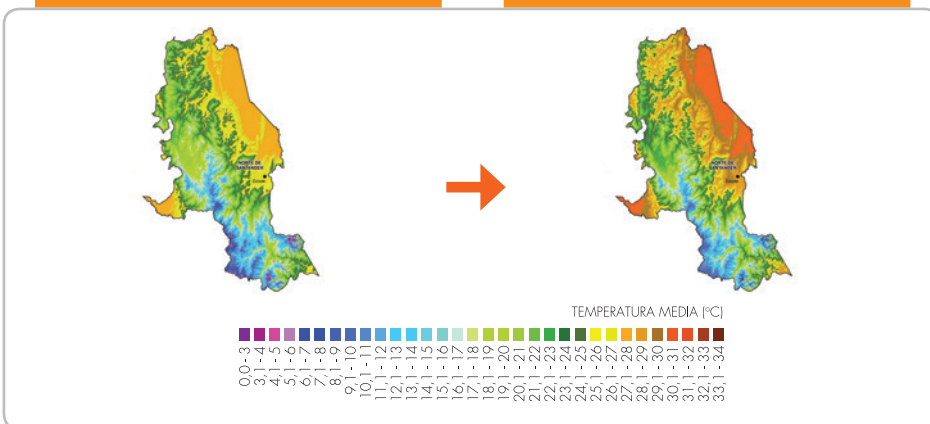 NORTE DE
SANTANDER
Cúcuta
NORTE DE
SANTANDER
Cúcuta
TEMPERATURA MEDIA (°C)
0,0 - 3
3,1 - 4
4,1 - 5
5,1 - 6
6,1 - 7
7,1 - 8
8,1 - 9
9,1 - 10
10,1 - 11
11,1 - 12
12,1 - 13
13,1 - 14
14,1 - 15
15,1 - 16
16,1 - 17
17,1 - 18
18,1 - 19
19,1 - 20
20,1 - 21
21,1 - 22
22,1 - 23
23,1 - 24
24,1 - 25
25,1 - 26
26,1 - 27
27,1 - 28
28,1 - 29
29,1 - 30
30,1 - 31
31,1 - 32
32,1 - 33
33,1 - 34